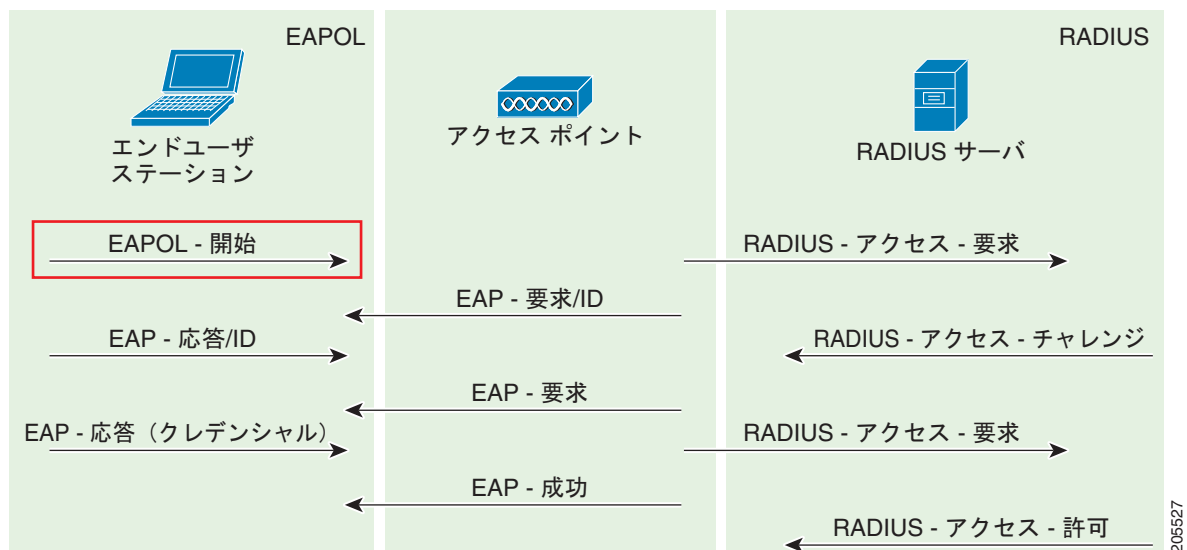 EAPOL
RADIUS
エンドユーザ
ステーション
アクセス ポイント
RADIUS サーバ
EAPOL - 開始
RADIUS - アクセス - 要求
EAP - 要求/ID
EAP - 応答/ID
RADIUS - アクセス - チャレンジ
EAP - 要求
EAP - 応答（クレデンシャル）
RADIUS - アクセス - 要求
EAP - 成功
RADIUS - アクセス - 許可
205527